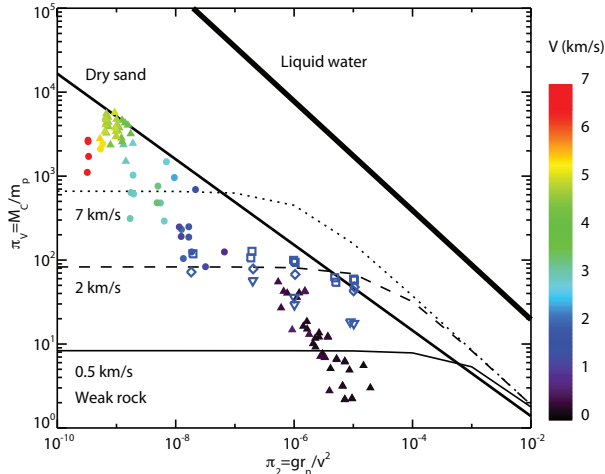 V (km/s)
10^5
10^4
10^3
10^2
10^1
10^0
π_V=M_C/m_p
Liquid water
Dry sand
7 km/s
2 km/s
0.5 km/s
Weak rock
10^-10
10^-8
10^-6
10^-4
10^-2
π_2=gr_p/v^2
7
6
5
4
3
2
1
0